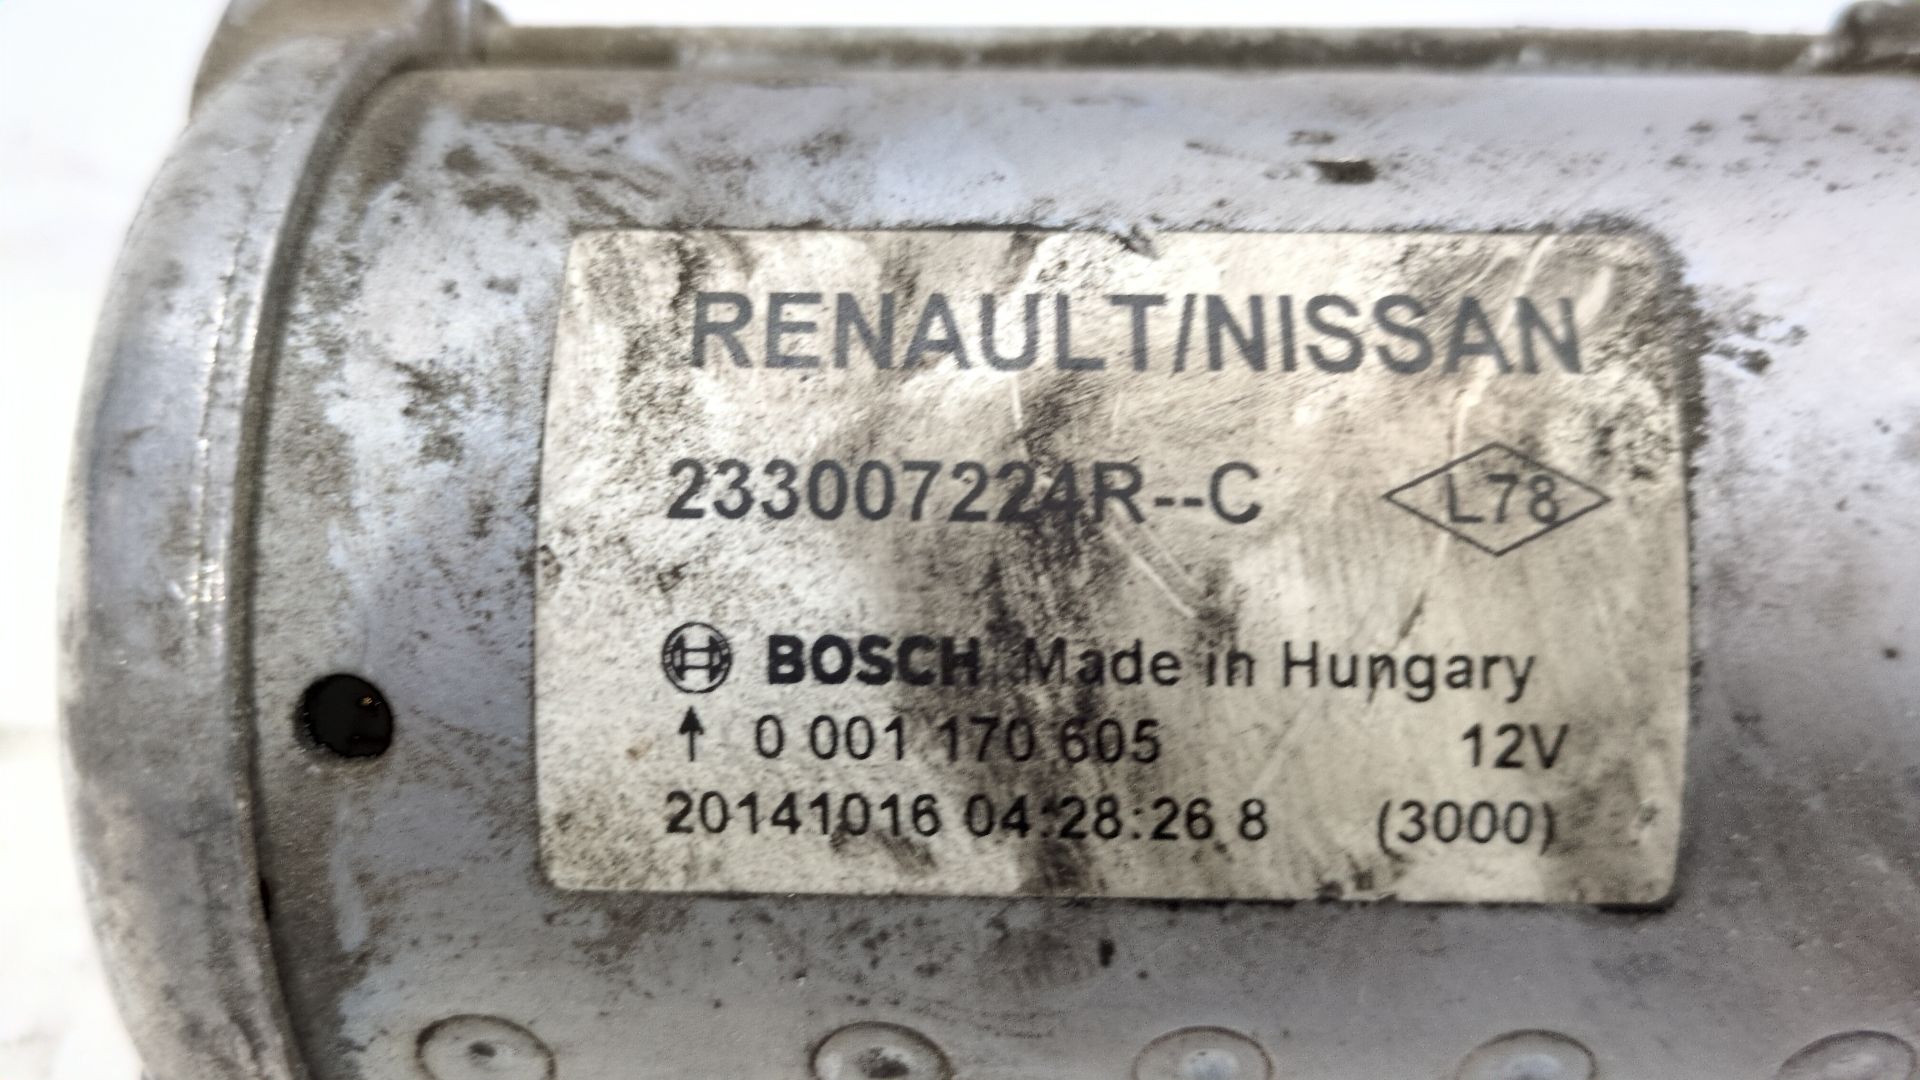 RENAULT/NISSAN
233007224R--C
L78
BOSCH Made in Hungary
↑ 0 001 170 605 12V
20141016 04:28:26 8 (3000)